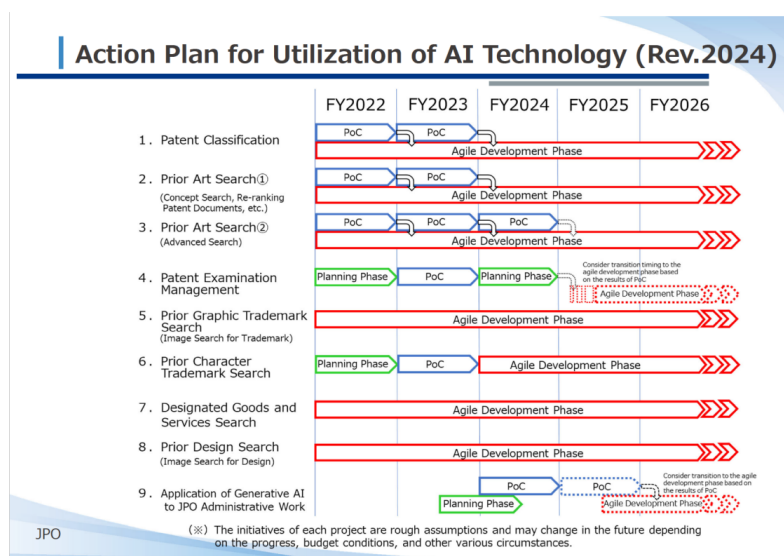 Action Plan for Utilization of AI Technology (Rev.2024)
FY2022 FY2023 FY2024 FY2025 FY2026
1. Patent Classification
PoC PoC
Agile Development Phase
2. Prior Art Search①
(Concept Search, Re-ranking
Patent Documents, etc.)
PoC PoC
Agile Development Phase
3. Prior Art Search②
(Advanced Search)
PoC PoC PoC
Agile Development Phase
4. Patent Examination
Management
Planning Phase PoC Planning Phase
Consider transition timing to the
agile development phase based
on the results of PoC
Agile Development Phase
5. Prior Graphic Trademark
Search
(Image Search for Trademark)
Agile Development Phase
6. Prior Character
Trademark Search
Planning Phase PoC Agile Development Phase
7. Designated Goods and
Services Search
Agile Development Phase
8. Prior Design Search
(Image Search for Design)
Agile Development Phase
9. Application of Generative AI
to JPO Administrative Work
PoC PoC
Consider transition to the agile
development phase based on
the results of PoC
Planning Phase Agile Development Phase
JPO
(※) The initiatives of each project are rough assumptions and may change in the future depending
on the progress, budget conditions, and other various circumstances.